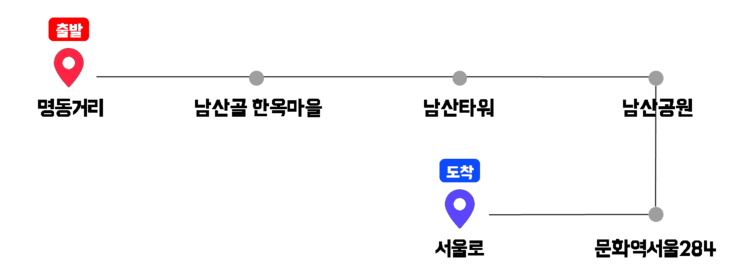 출발
명동거리
남산골 한옥마을
남산타워
남산공원
도착
서울로
문화역서울284